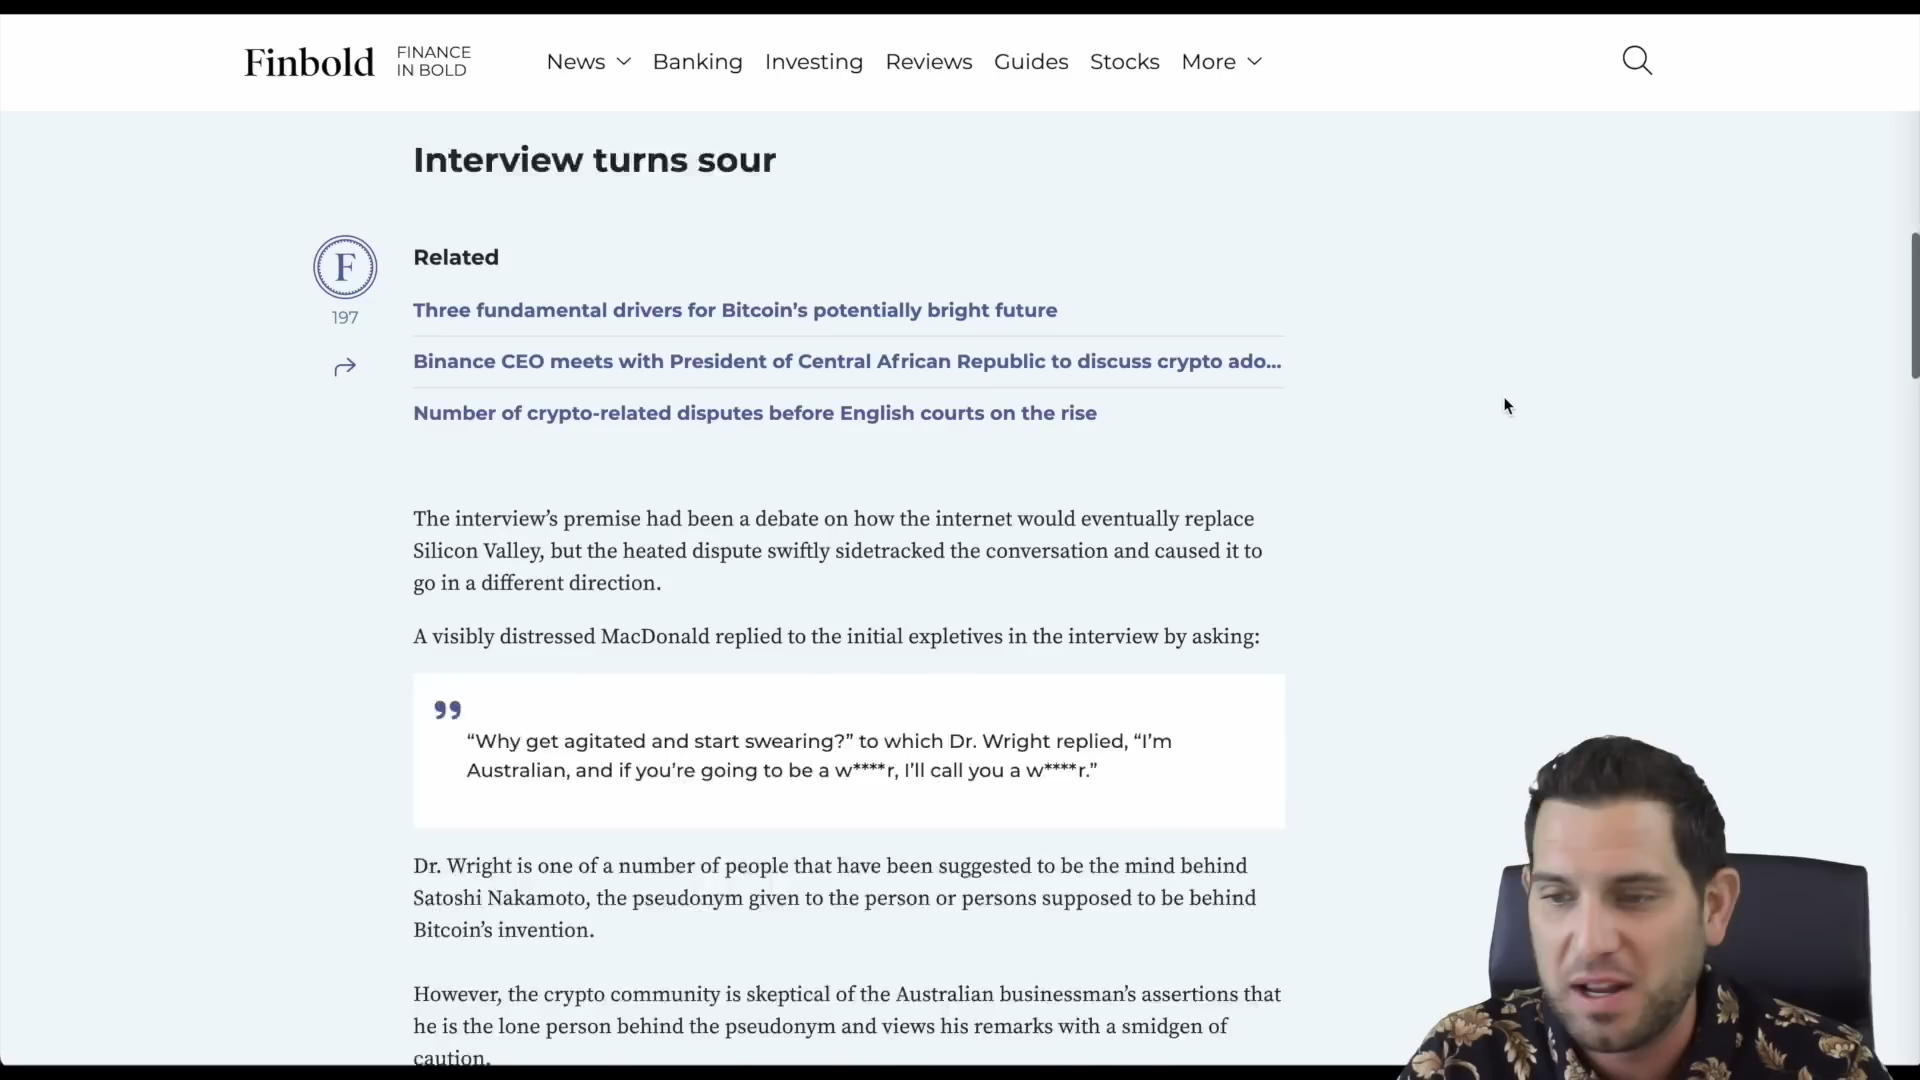 Finbold FINANCE
IN BOLD
News Banking Investing Reviews Guides Stocks More
Interview turns sour
F
197
Related
Three fundamental drivers for Bitcoin’s potentially bright future
Binance CEO meets with President of Central African Republic to discuss crypto ado...
Number of crypto-related disputes before English courts on the rise
The interview’s premise had been a debate on how the internet would eventually replace
Silicon Valley, but the heated dispute swiftly sidetracked the conversation and caused it to
go in a different direction.
A visibly distressed MacDonald replied to the initial expletives in the interview by asking:
”
“Why get agitated and start swearing?” to which Dr. Wright replied, “I’m
Australian, and if you’re going to be a w****r, I’ll call you a w****r.”
Dr. Wright is one of a number of people that have been suggested to be the mind behind
Satoshi Nakamoto, the pseudonym given to the person or persons supposed to be behind
Bitcoin’s invention.
However, the crypto community is skeptical of the Australian businessman’s assertions that
he is the lone person behind the pseudonym and views his remarks with a smidgen of
caution.